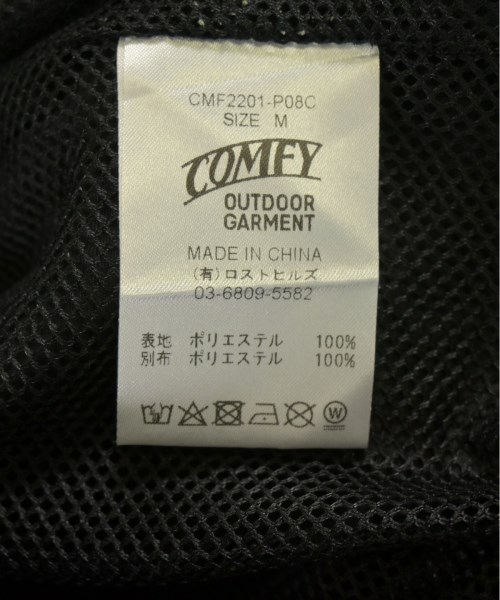 CMF2201-P08C
SIZE M
COMFY
OUTDOOR
GARMENT
MADE IN CHINA
(有)ロストヒルズ
03-6809-5582
表地 ポリエステル 100%
別布 ポリエステル 100%
W